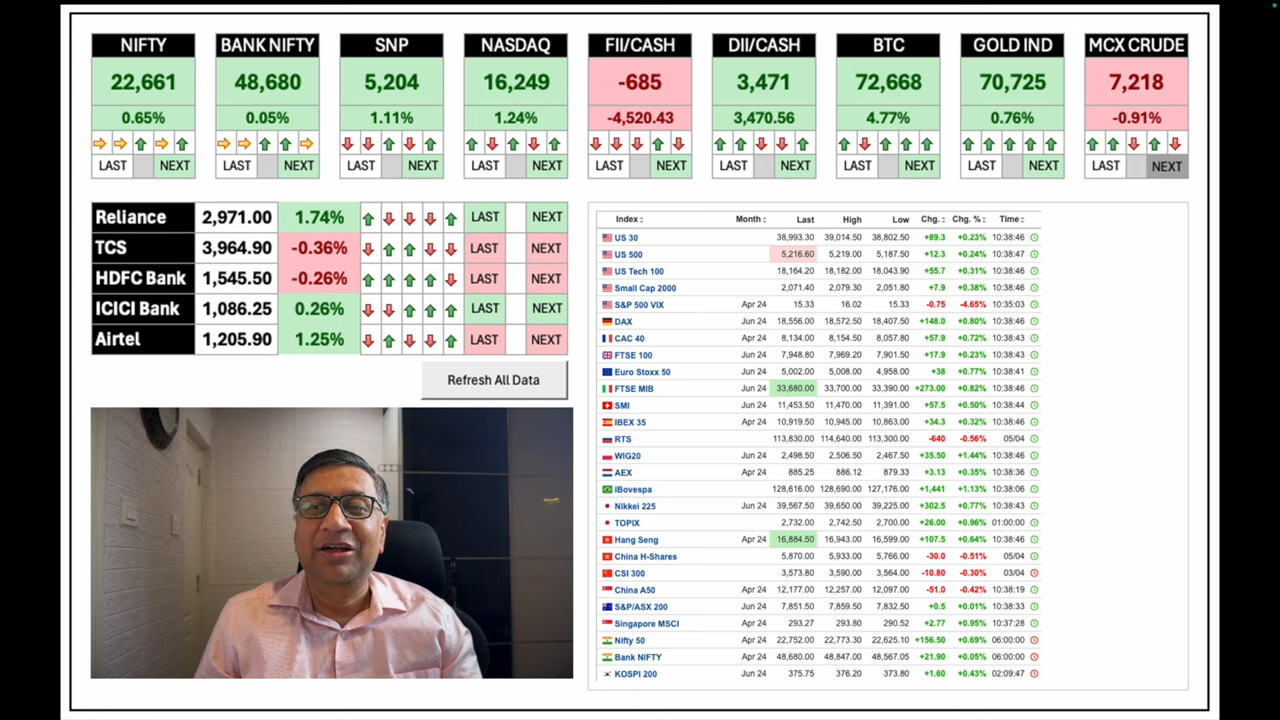 NIFTY BANK NIFTY SNP NASDAQ FII/CASH DII/CASH BTC GOLD IND MCX CRUDE
22,661 48,680 5,204 16,249 -685 3,471 72,668 70,725 7,218
0.65% 0.05% 1.11% 1.24% -4,520.43 3,470.56 4.77% 0.76% -0.91%
LAST NEXT LAST NEXT LAST NEXT LAST NEXT LAST NEXT LAST NEXT LAST NEXT LAST NEXT LAST NEXT
Reliance 2,971.00 1.74% LAST NEXT
TCS 3,964.90 -0.36% LAST NEXT
HDFC Bank 1,545.50 -0.26% LAST NEXT
ICICI Bank 1,086.25 0.26% LAST NEXT
Airtel 1,205.90 1.25% LAST NEXT
Refresh All Data
Index Month Last High Low Chg. Chg. % Time
US 30 38,993.30 39,014.50 38,802.50 +89.3 +0.23% 10:38:46
US 500 5,216.60 5,219.00 5,187.50 +12.3 +0.24% 10:38:47
US Tech 100 18,164.20 18,182.00 18,043.90 +55.7 +0.31% 10:38:46
Small Cap 2000 2,071.40 2,079.30 2,051.80 +7.9 +0.38% 10:38:46
S&P 500 VIX Apr 24 15.33 16.02 15.33 -0.75 -4.65% 10:35:03
DAX Jun 24 18,556.00 18,572.50 18,407.50 +148.0 +0.80% 10:38:46
CAC 40 Apr 24 8,134.00 8,154.50 8,057.80 +57.9 +0.72% 10:38:43
FTSE 100 Jun 24 7,948.80 7,969.20 7,901.50 +17.9 +0.23% 10:38:43
Euro Stoxx 50 Jun 24 5,002.00 5,008.00 4,958.00 +38 +0.77% 10:38:41
FTSE MIB Jun 24 33,680.00 33,700.00 33,390.00 +273.00 +0.82% 10:38:46
SMI Jun 24 11,453.50 11,470.00 11,391.00 +57.5 +0.50% 10:38:44
IBEX 35 Apr 24 10,919.50 10,945.00 10,863.00 +34.3 +0.32% 10:38:46
RTS 113,830.00 114,640.00 113,300.00 -640 -0.56% 05/04
WIG20 Jun 24 2,498.50 2,506.50 2,467.50 +35.50 +1.44% 10:38:46
AEX Apr 24 885.25 886.12 879.33 +3.13 +0.35% 10:38:36
IBovespa 128,616.00 128,690.00 127,176.00 +1,441 +1.13% 10:38:06
Nikkei 225 Jun 24 39,567.50 39,650.00 39,225.00 +302.5 +0.77% 10:38:43
TOPIX 2,732.00 2,742.50 2,700.00 +26.00 +0.96% 01:00:00
Hang Seng Apr 24 16,884.50 16,943.00 16,599.00 +107.5 +0.64% 10:38:46
China H-Shares 5,870.00 5,933.00 5,766.00 -30.0 -0.51% 05/04
CSI 300 3,573.80 3,590.00 3,564.00 -10.80 -0.30% 03/04
China A50 Apr 24 12,177.00 12,257.00 12,097.00 -51.0 -0.42% 10:38:19
S&P/ASX 200 Jun 24 7,851.50 7,859.50 7,832.50 +0.5 +0.01% 10:38:33
Singapore MSCI Apr 24 293.27 293.80 290.52 +2.77 +0.95% 10:37:28
Nifty 50 Apr 24 22,752.00 22,773.30 22,625.10 +156.50 +0.69% 06:00:00
Bank NIFTY Apr 24 48,680.00 48,847.00 48,567.05 +21.90 +0.05% 06:00:00
KOSPI 200 Jun 24 375.75 376.20 373.80 +1.60 +0.43% 02:09:47